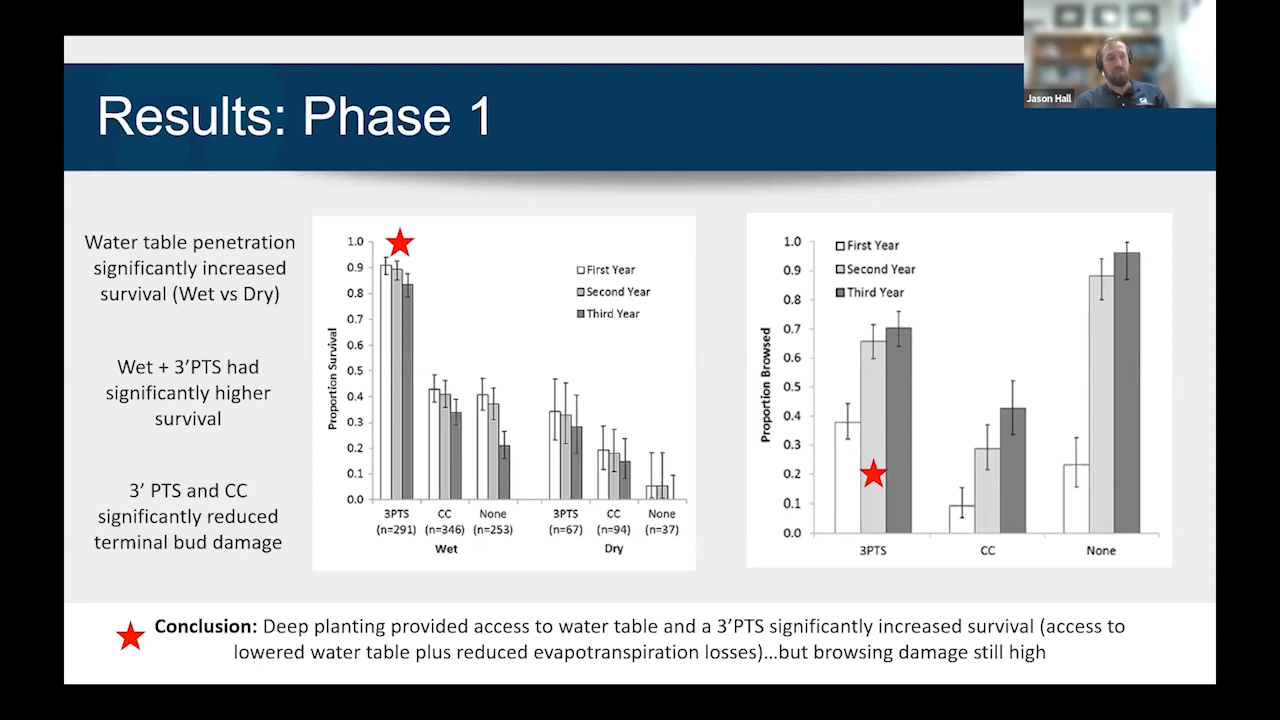 Jason Hall
Results: Phase 1
Water table penetration
significantly increased
survival (Wet vs Dry)
Wet + 3’PTS had
significantly higher
survival
3’ PTS and CC
significantly reduced
terminal bud damage
Proportion Survival
1.0
0.9
0.8
0.7
0.6
0.5
0.4
0.3
0.2
0.1
0.0
First Year
Second Year
Third Year
3PTS CC None 3PTS CC None
(n=291) (n=346) (n=253) (n=67) (n=94) (n=37)
Wet Dry
Proportion Browsed
1.0
0.9
0.8
0.7
0.6
0.5
0.4
0.3
0.2
0.1
0.0
First Year
Second Year
Third Year
3PTS CC None
Conclusion: Deep planting provided access to water table and a 3’PTS significantly increased survival (access to
lowered water table plus reduced evapotranspiration losses)…but browsing damage still high